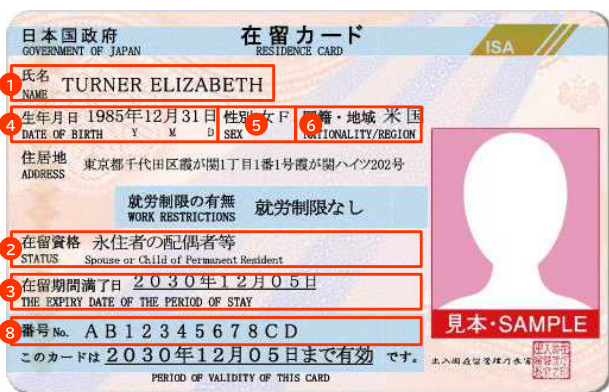 日本国政府 在留カード ISA
GOVERNMENT OF JAPAN RESIDENCE CARD
1 氏名 TURNER ELIZABETH
NAME
4 生年月日 1985年12月31日 性別 女 F 国籍・地域 米国
DATE OF BIRTH Y M D SEX 5 6 NATIONALITY/REGION
住居地 東京都千代田区霞が関1丁目1番1号霞が関ハイツ202号
ADDRESS
就労制限の有無 就労制限なし
WORK RESTRICTIONS
2 在留資格 永住者の配偶者等
STATUS Spouse or Child of Permanent Resident
3 在留期間満了日 2030年12月05日
THE EXPIRY DATE OF THE PERIOD OF STAY
見本・SAMPLE
8 番号 No. AB12345678CD
このカードは 2030年12月05日まで有効 です。
PERIOD OF VALIDITY OF THIS CARD